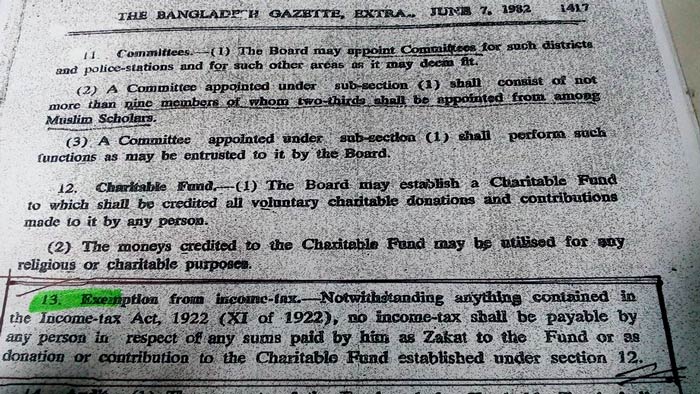 THE BANGLADESH GAZETTE, EXTRA., JUNE 7, 1982 1417
11 Committees.—(1) The Board may appoint Committees for such districts
and police-stations and for such other areas as it may deem fit.
(2) A Committee appointed under sub-section (1) shall consist of not
more than nine members of whom two-thirds shall be appointed from among
Muslim Scholars.
(3) A Committee appointed under sub-section (1) shall perform such
functions as may be entrusted to it by the Board.
12. Charitable Fund.—(1) The Board may establish a Charitable Fund
to which shall be credited all voluntary charitable donations and contributions
made to it by any person.
(2) The moneys credited to the Charitable Fund may be utilised for any
religious or charitable purposes.
13. Exemption from income-tax.—Notwithstanding anything contained in
the Income-tax Act, 1922 (XI of 1922), no income-tax shall be payable by
any person in respect of any sums paid by him as Zakat to the Fund or as
donation or contribution to the Charitable Fund established under section 12.